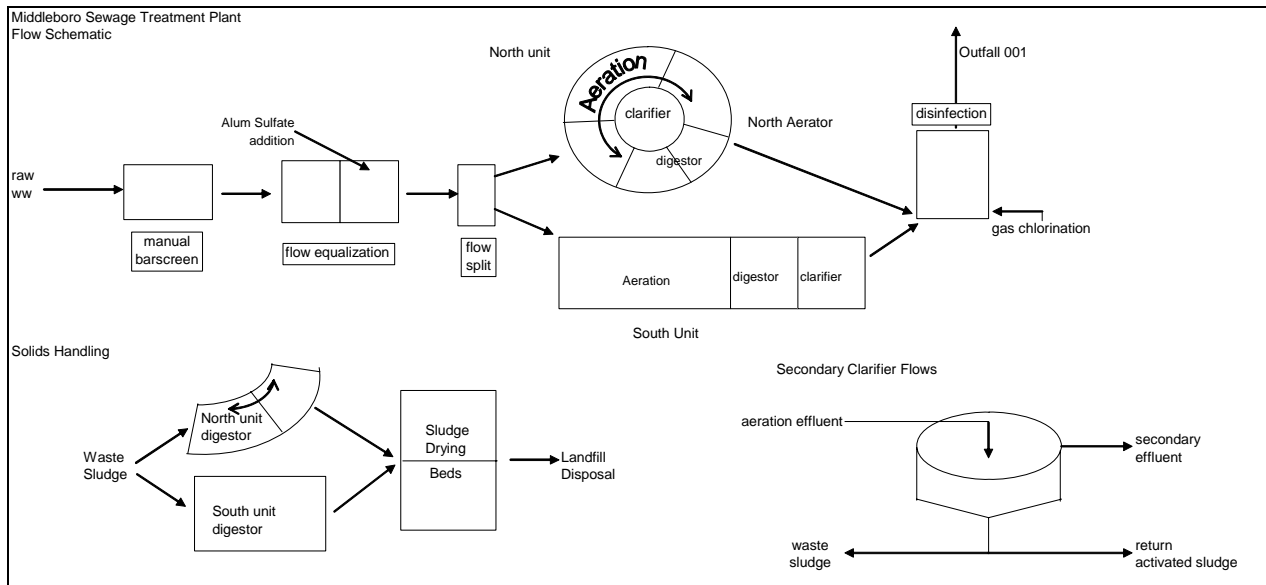 Middleboro Sewage Treatment Plant
Flow Schematic
North unit
Outfall 001
Aeration
clarifier
disinfection
Alum Sulfate
addition
North Aerator
digestor
raw
ww
manual
barscreen
flow equalization
flow
split
gas chlorination
Aeration
digestor
clarifier
South Unit
Solids Handling
Secondary Clarifier Flows
North unit
digestor
Sludge
Drying
Beds
aeration effluent
secondary
effluent
Waste
Sludge
Landfill
Disposal
South unit
digestor
waste
sludge
return
activated sludge